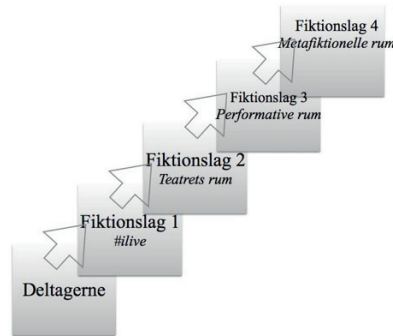 Fiktionslag 4
Metafiktionelle rum
Fiktionslag 3
Performative rum
Fiktionslag 2
Teatrets rum
Fiktionslag 1
#ilive
Deltagerne